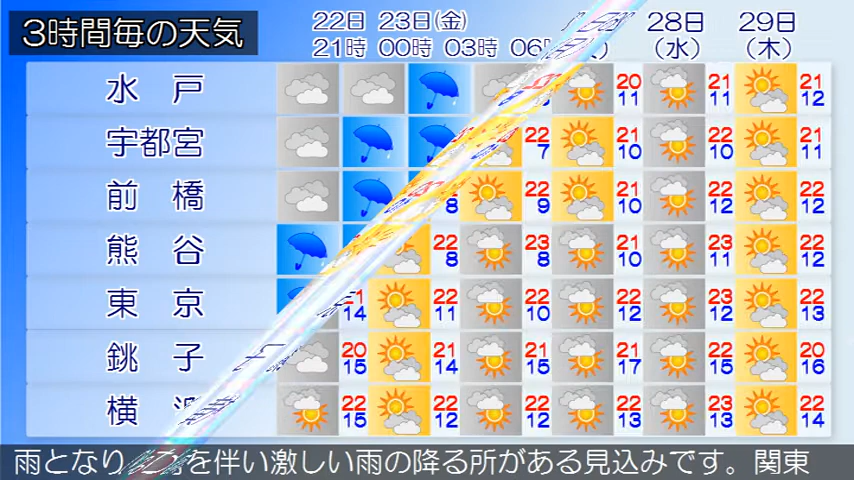 3時間毎の天気
22日 23日(金) 28日 29日
21時 00時 03時 06 (水) (木)
水戸 20 11 21 11 21 12
宇都宮 22 7 21 10 22 10 21 11
前橋 22 8 22 9 21 10 22 12 22 12
熊谷 22 8 23 8 21 10 23 11 22 12
東京 21 14 22 11 22 10 22 12 23 12 22 13
銚子 20 15 21 14 21 15 21 17 22 15 20 16
横 22 15 22 12 22 12 22 13 23 13 22 14
雨となり を伴い激しい雨の降る所がある見込みです。関東